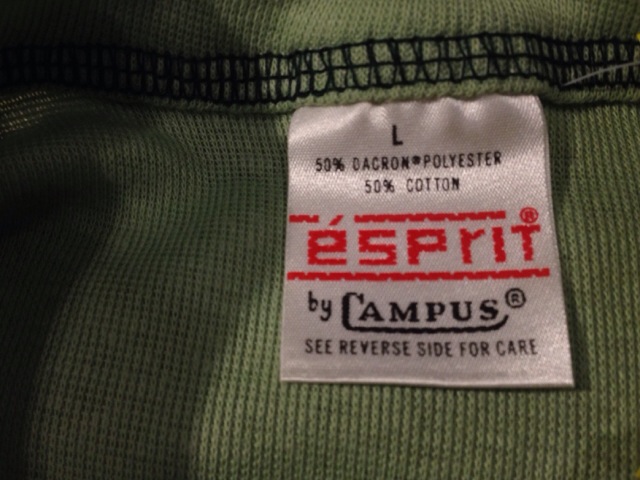 L
50% DACRON® POLYESTER
50% COTTON
ésprit®
by CAMPUS®
SEE REVERSE SIDE FOR CARE